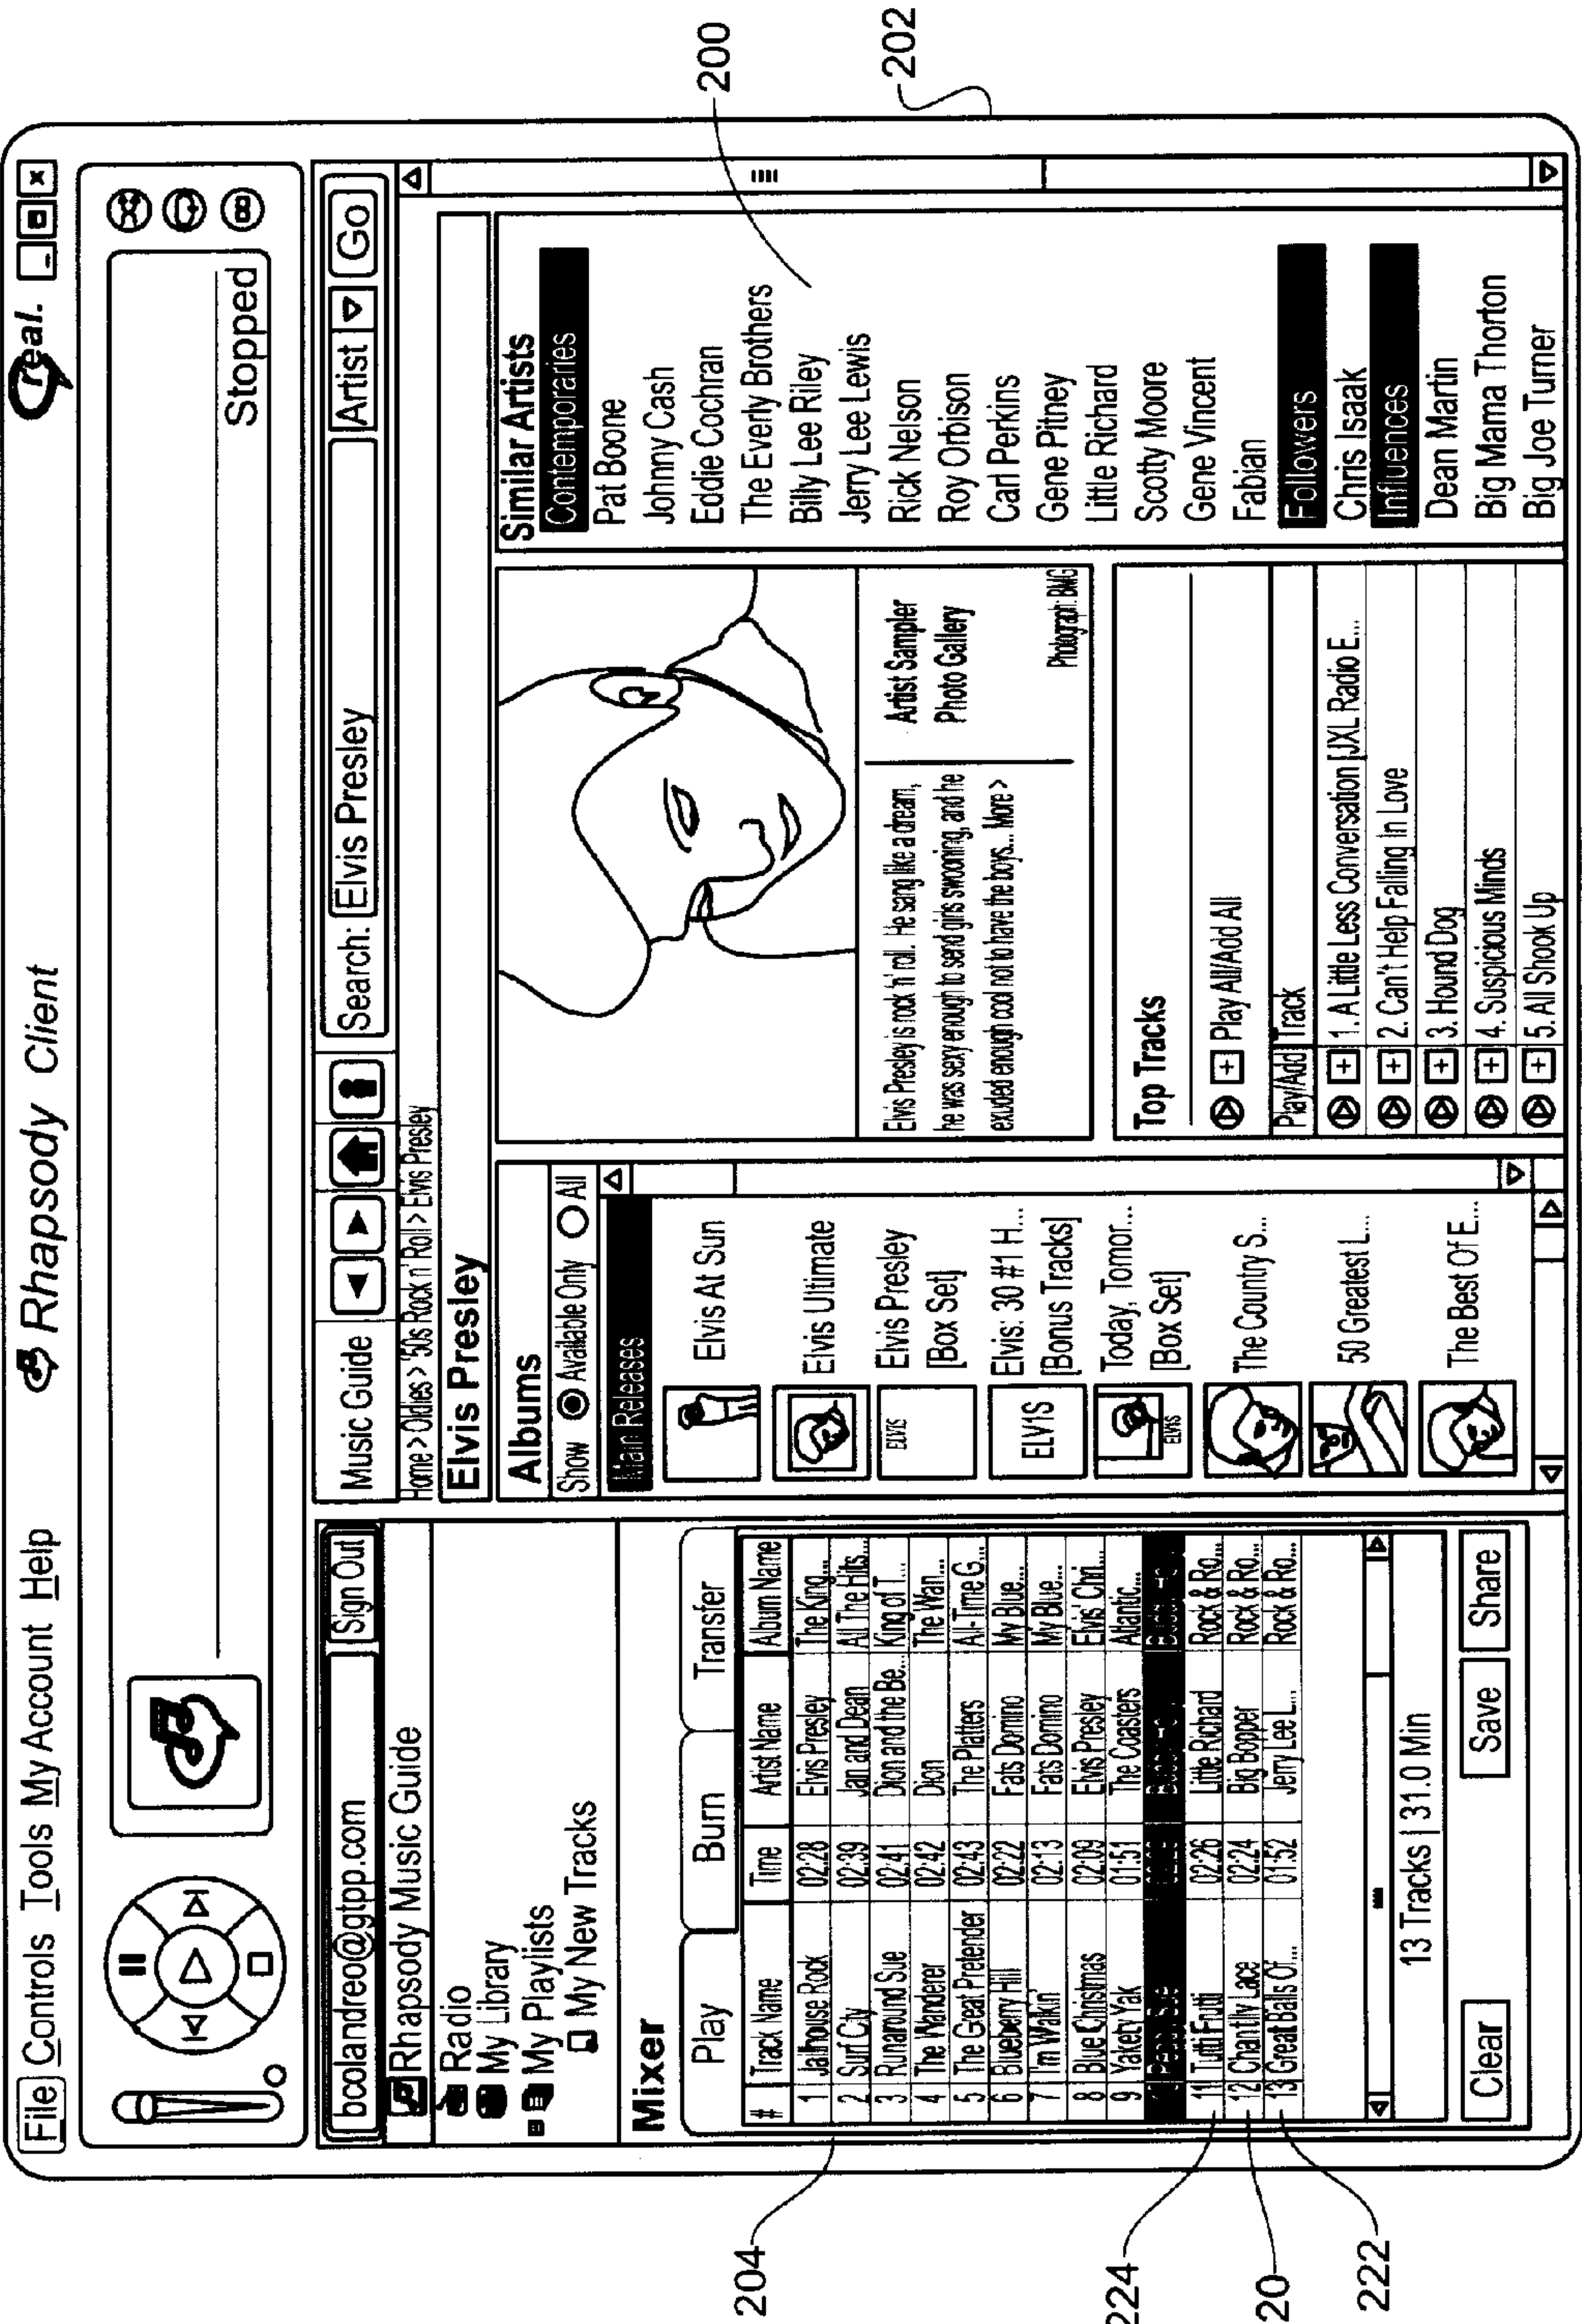 File Controls Tools My Account Help
Rhapsody Client
real.
Stopped
bcolandreo@gtpp.com Sign Out
Rhapsody Music Guide
Radio
My Library
My Playlists
My New Tracks
Mixer
Play Burn Transfer
# Track Name Time Artist Name Album Name
1 Jailhouse Rock 02:28 Elvis Presley The King...
2 Surf City 02:39 Jan and Dean All The Hits...
3 Runaround Sue 02:41 Dion and the Be... King of T...
4 The Wanderer 02:42 Dion The Wan...
5 The Great Pretender 02:43 The Platters All-Time G...
6 Blueberry Hill 02:22 Fats Domino My Blue...
7 I'm Walkin' 02:13 Fats Domino My Blue...
8 Blue Christmas 02:09 Elvis Presley Elvis' Chri...
9 Yakety Yak 01:51 The Coasters Atlantic...
11 Tutti Frutti 02:26 Little Richard Rock & Ro...
12 Chantilly Lace 02:24 Big Bopper Rock & Ro...
13 Great Balls Of... 01:52 Jerry Lee L... Rock & Ro...
13 Tracks | 31.0 Min
Clear Save Share
Music Guide
Search: Elvis Presley Artist Go
Home > Oldies > '50s Rock n' Roll > Elvis Presley
Elvis Presley
Albums
Show Available Only All
Main Releases
Elvis At Sun
Elvis Ultimate
ELVIS
Elvis Presley
[Box Set]
ELV1S
Elvis: 30 #1 H...
[Bonus Tracks]
ELVIS
Today, Tomor...
[Box Set]
The Country S...
50 Greatest L...
The Best Of E...
Elvis Presley is rock 'n' roll. He sang like a dream,
he was sexy enough to send girls swooning, and he
exuded enough cool not to have the boys... More >
Artist Sampler
Photo Gallery
Photograph: BMG
Top Tracks
Play All/Add All
Play/Add Track
1. A Little Less Conversation [JXL Radio E...
2. Can't Help Falling In Love
3. Hound Dog
4. Suspicious Minds
5. All Shook Up
Similar Artists
Contemporaries
Pat Boone
Johnny Cash
Eddie Cochran
The Everly Brothers
Billy Lee Riley
Jerry Lee Lewis
Rick Nelson
Roy Orbison
Carl Perkins
Gene Pitney
Little Richard
Scotty Moore
Gene Vincent
Fabian
Followers
Chris Isaak
Influences
Dean Martin
Big Mama Thorton
Big Joe Turner
200
202
204
224
20
222